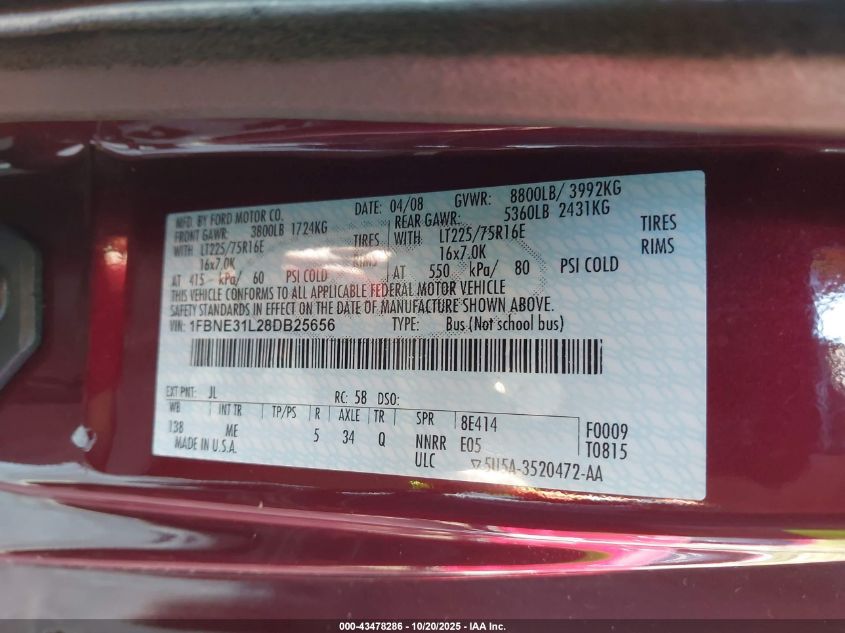 MFD. BY FORD MOTOR CO. DATE: 04/08 GVWR: 8800LB/ 3992KG
FRONT GAWR: 3800LB 1724KG REAR GAWR: 5360LB 2431KG
WITH LT225/75R16E TIRES WITH LT225/75R16E TIRES
16x7.0K RIMS 16x7.0K RIMS
AT 415 kPa/ 60 PSI COLD AT 550 kPa/ 80 PSI COLD
THIS VEHICLE CONFORMS TO ALL APPLICABLE FEDERAL MOTOR VEHICLE
SAFETY STANDARDS IN EFFECT ON THE DATE OF MANUFACTURE SHOWN ABOVE.
VIN: 1FBNE31L28DB25656 TYPE: Bus (Not school bus)
EXT PNT: JL RC: 58 DSO:
WB INT TR TP/PS R AXLE TR SPR 8E414 F0009
138 ME 5 34 Q NNRR E05 T0815
MADE IN U.S.A. ULC ▽5U5A-3520472-AA
000-43478286 - 10/20/2025 - IAA Inc.